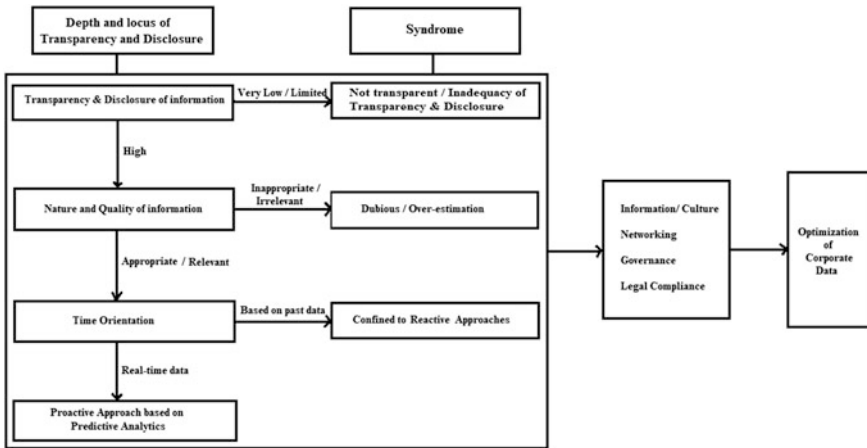 Depth and locus of
Transparency and Disclosure
Syndrome
Transparency & Disclosure of information
Very Low / Limited
Not transparent / Inadequacy of
Transparency & Disclosure
High
Nature and Quality of information
Inappropriate /
Irrelevant
Dubious / Over-estimation
Appropriate / Relevant
Time Orientation
Based on past data
Confined to Reactive Approaches
Real-time data
Proactive Approach based on
Predictive Analytics
Information/ Culture
Networking
Governance
Legal Compliance
Optimization
of
Corporate
Data